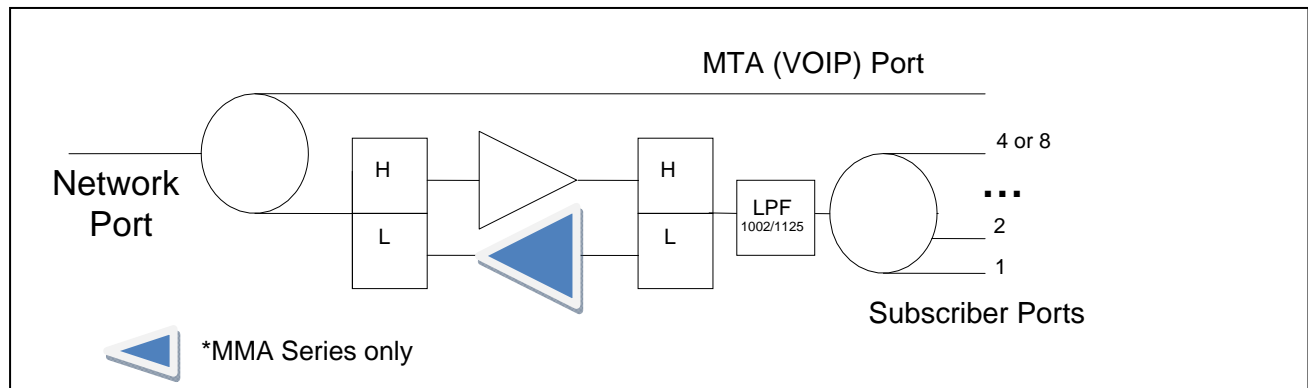 MTA (VOIP) Port
4 or 8
Network
Port
H
H
LPF
1002/1125
...
L
L
2
1
Subscriber Ports
*MMA Series only